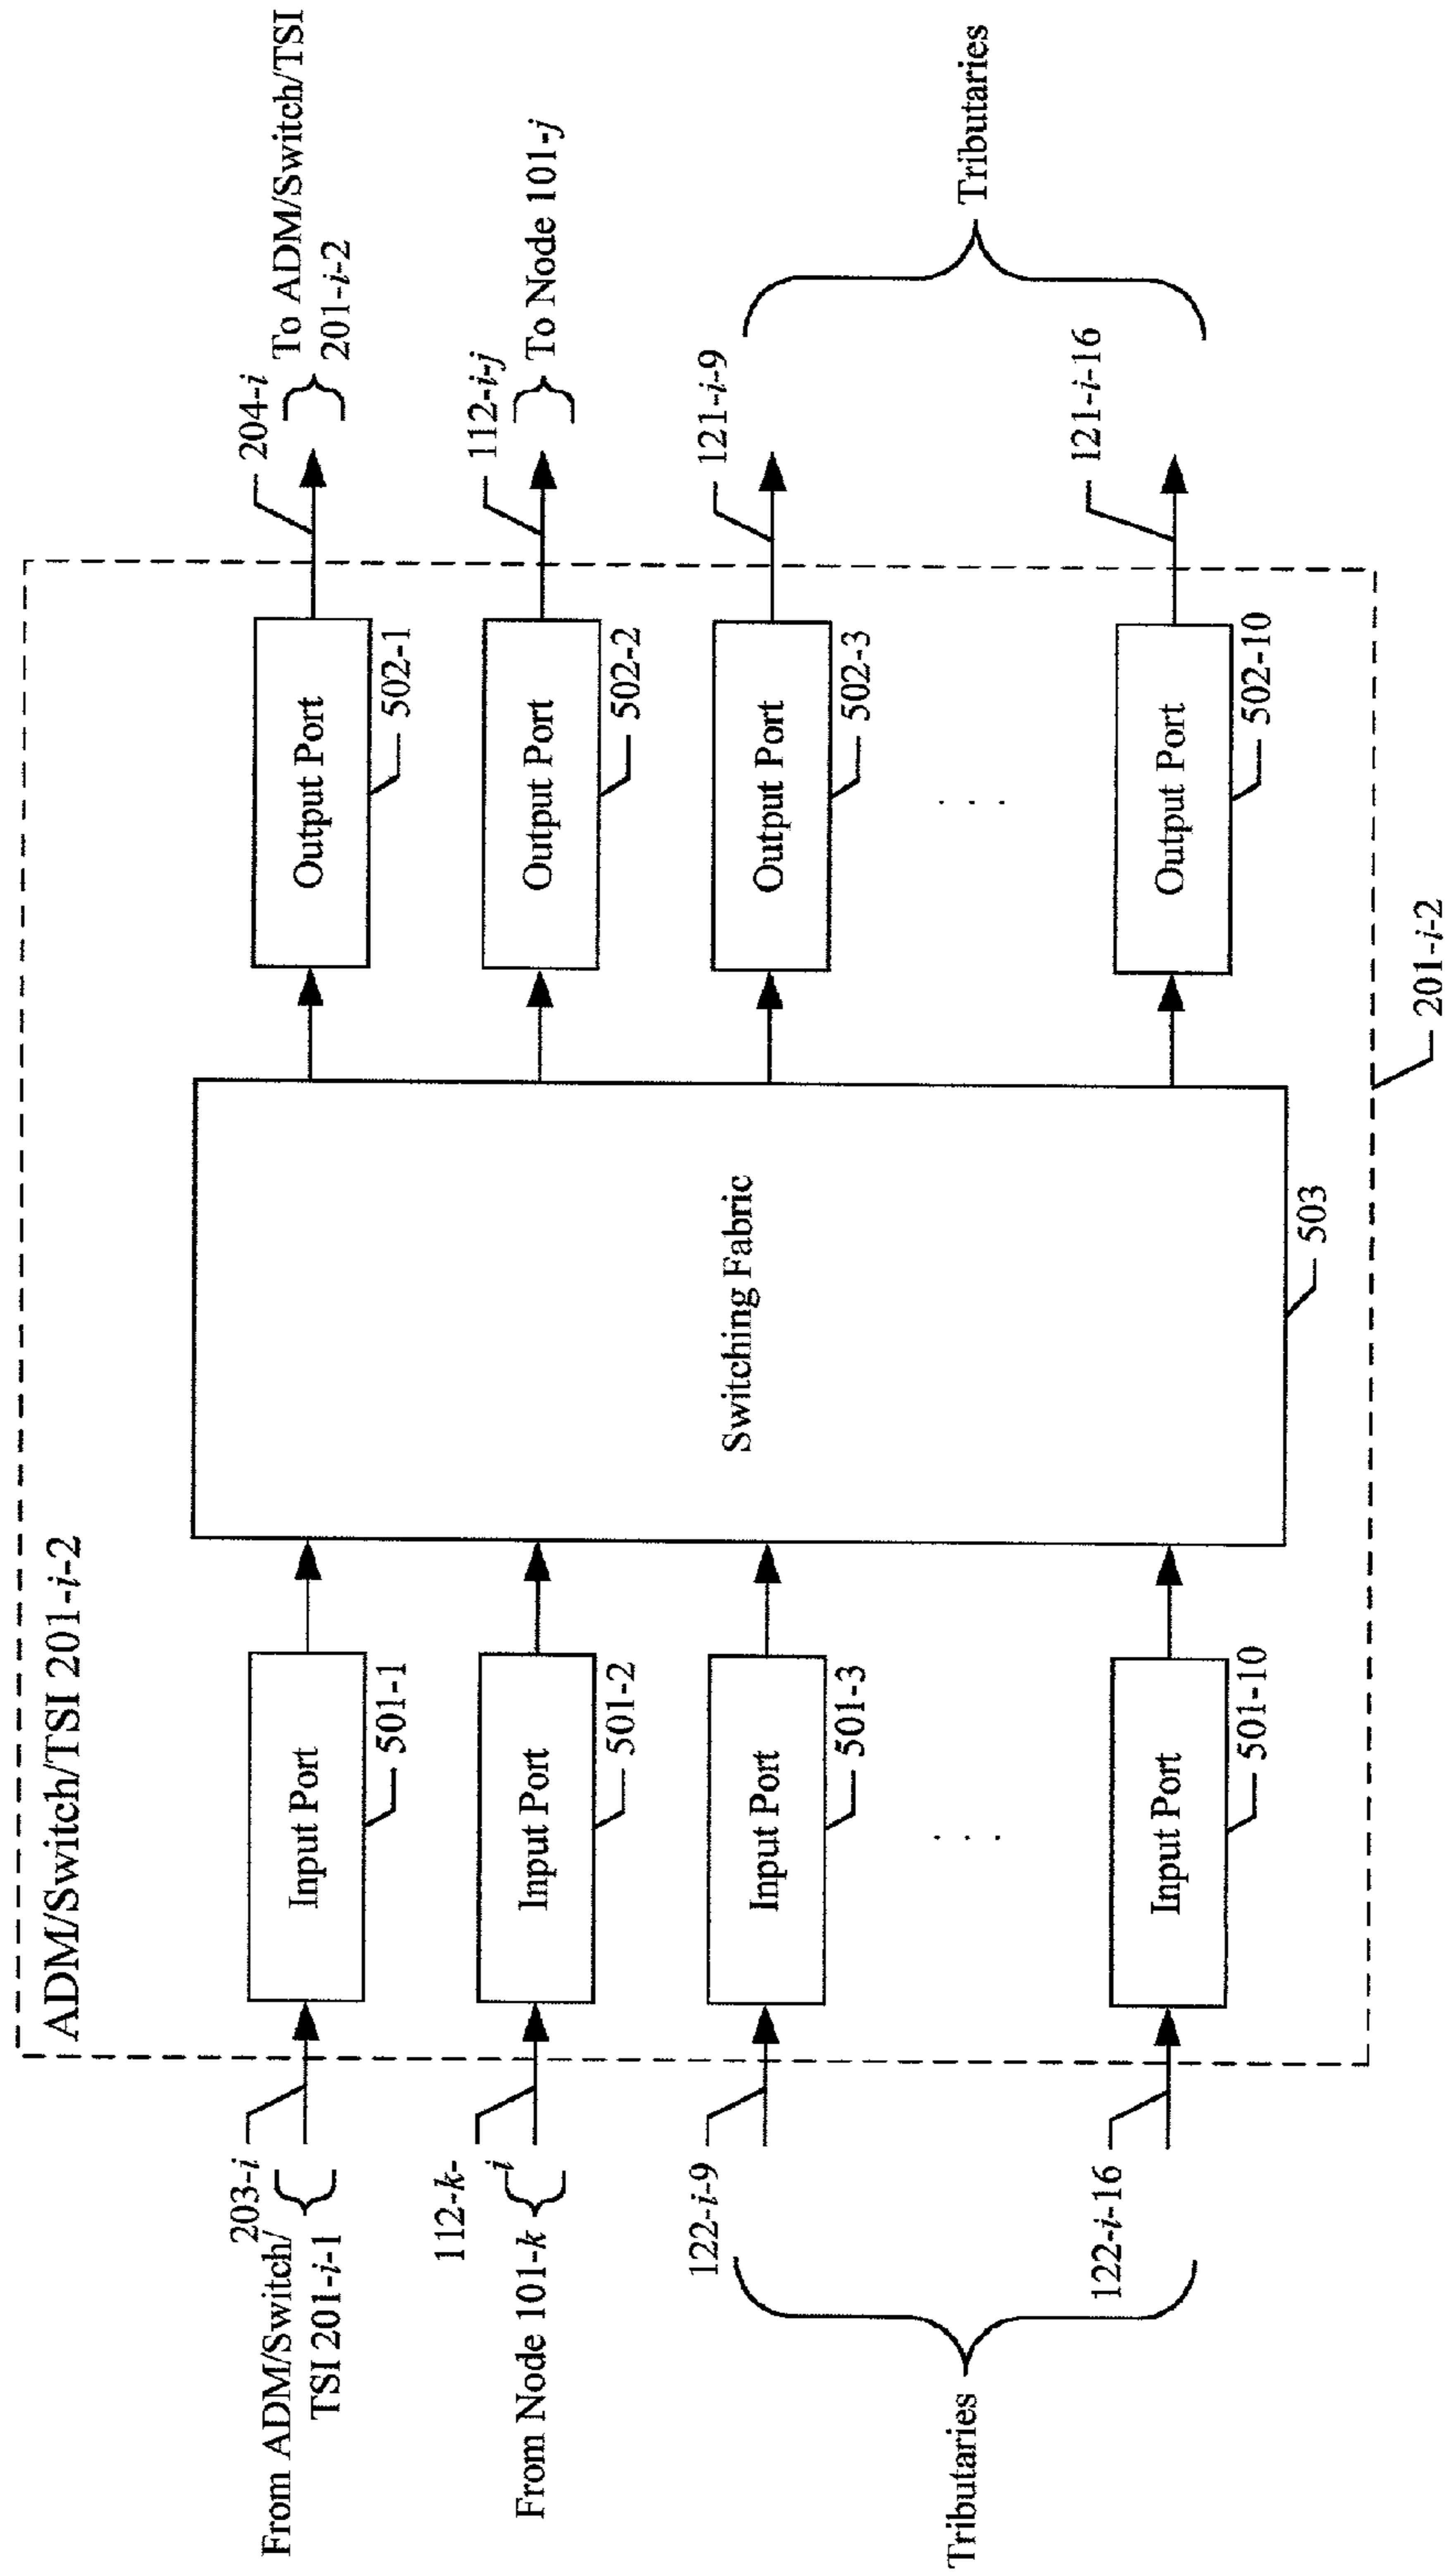 ADM/Switch/TSI 201-i-2
203-i
From ADM/Switch/
TSI 201-i-1
Input Port
501-1
Output Port
502-1
204-i
To ADM/Switch/TSI
201-i-2
112-k-
i
From Node 101-k
Input Port
501-2
Output Port
502-2
112-i-j
To Node 101-j
Switching Fabric
503
122-i-9
Input Port
501-3
Output Port
502-3
121-i-9
Tributaries
. . .
. . .
Tributaries
122-i-16
Input Port
501-10
Output Port
502-10
121-i-16
201-i-2